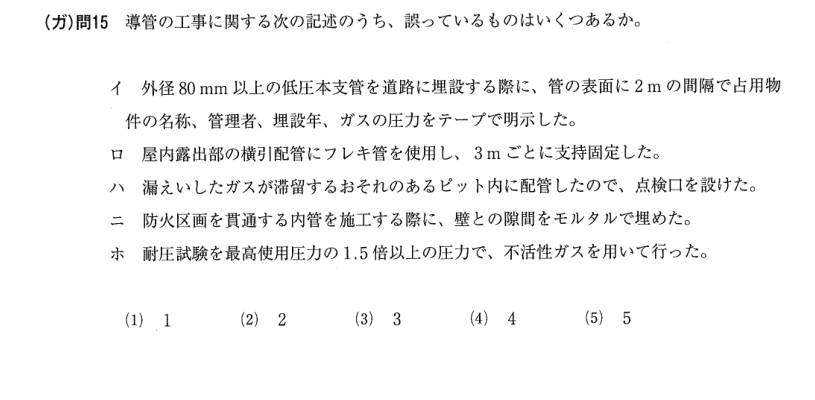 (ガ)問15 導管の工事に関する次の記述のうち、誤っているものはいくつあるか。
イ 外径80mm以上の低圧本支管を道路に埋設する際に、管の表面に2mの間隔で占用物
件の名称、管理者、埋設年、ガスの圧力をテープで明示した。
ロ 屋内露出部の横引配管にフレキ管を使用し、3mごとに支持固定した。
ハ 漏えいしたガスが滞留するおそれのあるピット内に配管したので、点検口を設けた。
ニ 防火区画を貫通する内管を施工する際に、壁との隙間をモルタルで埋めた。
ホ 耐圧試験を最高使用圧力の1.5倍以上の圧力で、不活性ガスを用いて行った。
(1) 1 (2) 2 (3) 3 (4) 4 (5) 5